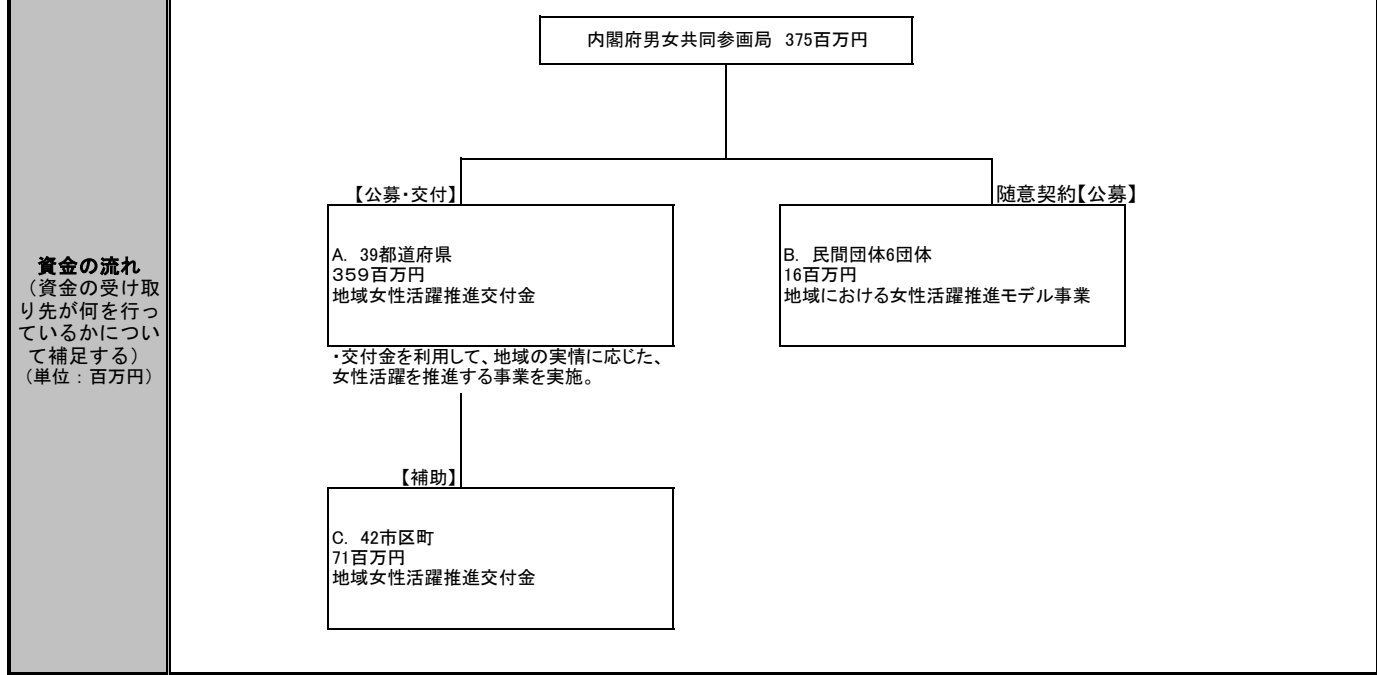 内閣府男女共同参画局 375百万円
【公募・交付】
随意契約【公募】
A. 39都道府県
359百万円
地域女性活躍推進交付金
B. 民間団体6団体
16百万円
地域における女性活躍推進モデル事業
・交付金を利用して、地域の実情に応じた、
女性活躍を推進する事業を実施。
【補助】
C. 42市区町
71百万円
地域女性活躍推進交付金
資金の流れ
（資金の受け取
り先が何を行っ
ているかについ
て補足する）
（単位：百万円）